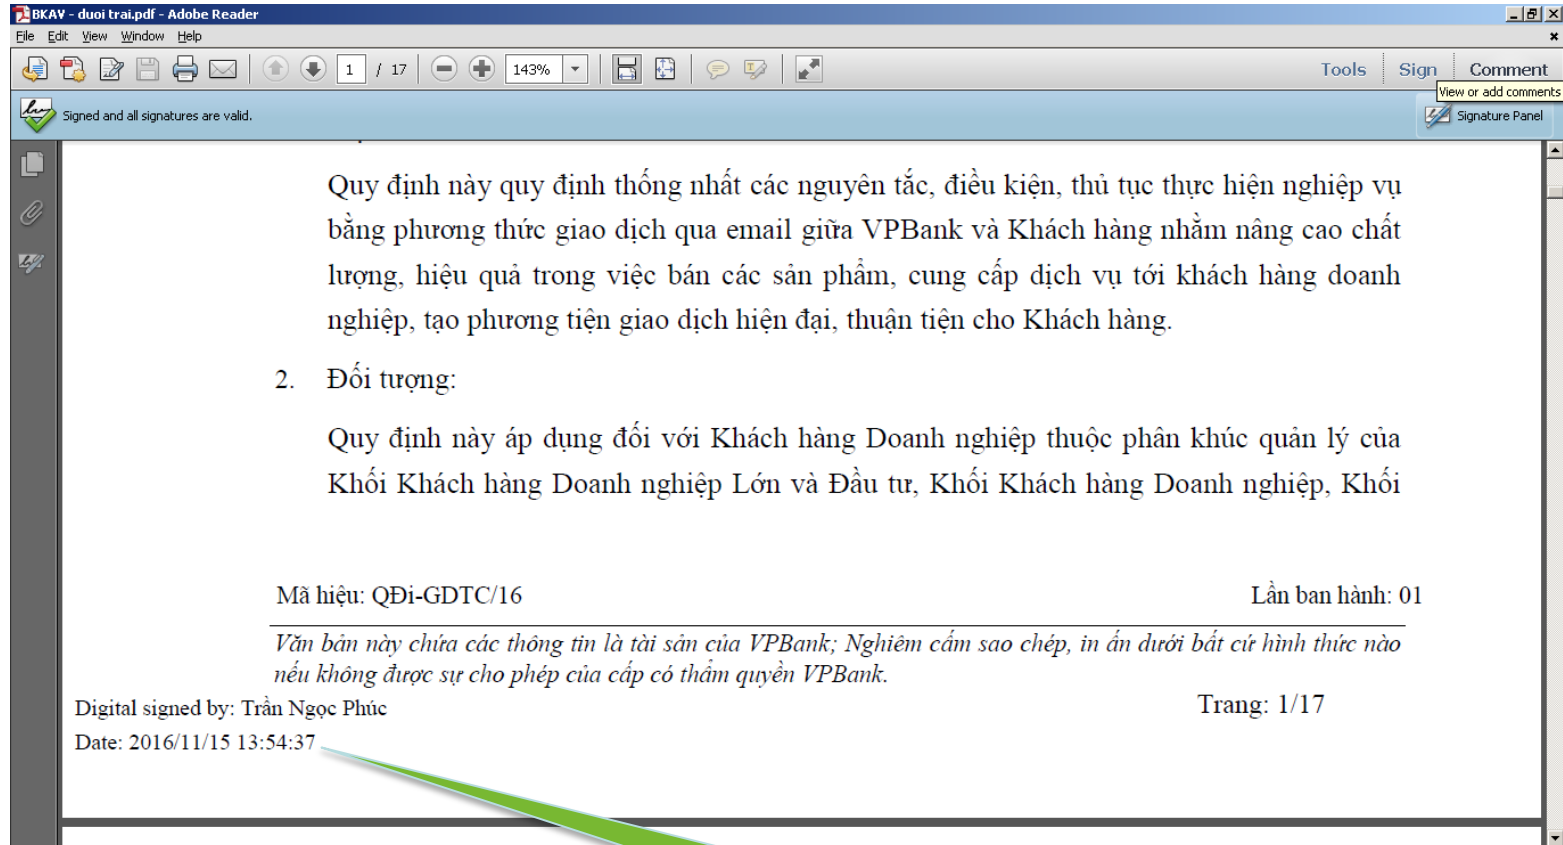 BKAV - duoi trai.pdf - Adobe Reader
File Edit View Window Help
1 / 17 143% Tools Sign Comment
View or add comments
Signed and all signatures are valid. Signature Panel
Quy định này quy định thống nhất các nguyên tắc, điều kiện, thủ tục thực hiện nghiệp vụ
bằng phương thức giao dịch qua email giữa VPBank và Khách hàng nhằm nâng cao chất
lượng, hiệu quả trong việc bán các sản phẩm, cung cấp dịch vụ tới khách hàng doanh
nghiệp, tạo phương tiện giao dịch hiện đại, thuận tiện cho Khách hàng.
2. Đối tượng:
Quy định này áp dụng đối với Khách hàng Doanh nghiệp thuộc phân khúc quản lý của
Khối Khách hàng Doanh nghiệp Lớn và Đầu tư, Khối Khách hàng Doanh nghiệp, Khối
Mã hiệu: QĐi-GDTC/16 Lần ban hành: 01
Văn bản này chứa các thông tin là tài sản của VPBank; Nghiêm cấm sao chép, in ấn dưới bất cứ hình thức nào
nếu không được sự cho phép của cấp có thẩm quyền VPBank.
Digital signed by: Trần Ngọc Phúc Trang: 1/17
Date: 2016/11/15 13:54:37